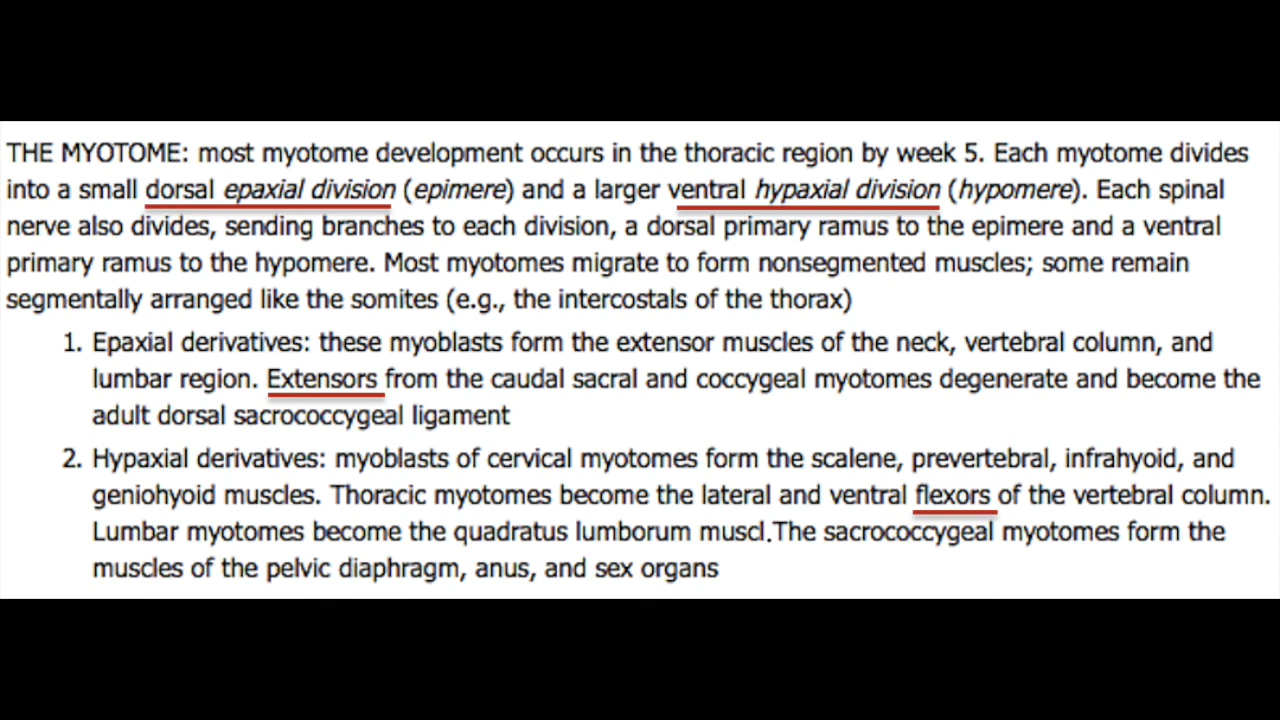 THE MYOTOME: most myotome development occurs in the thoracic region by week 5. Each myotome divides
into a small dorsal epaxial division (epimere) and a larger ventral hypaxial division (hypomere). Each spinal
nerve also divides, sending branches to each division, a dorsal primary ramus to the epimere and a ventral
primary ramus to the hypomere. Most myotomes migrate to form nonsegmented muscles; some remain
segmentally arranged like the somites (e.g., the intercostals of the thorax)
1. Epaxial derivatives: these myoblasts form the extensor muscles of the neck, vertebral column, and
lumbar region. Extensors from the caudal sacral and coccygeal myotomes degenerate and become the
adult dorsal sacrococcygeal ligament
2. Hypaxial derivatives: myoblasts of cervical myotomes form the scalene, prevertebral, infrahyoid, and
geniohyoid muscles. Thoracic myotomes become the lateral and ventral flexors of the vertebral column.
Lumbar myotomes become the quadratus lumborum muscl.The sacrococcygeal myotomes form the
muscles of the pelvic diaphragm, anus, and sex organs